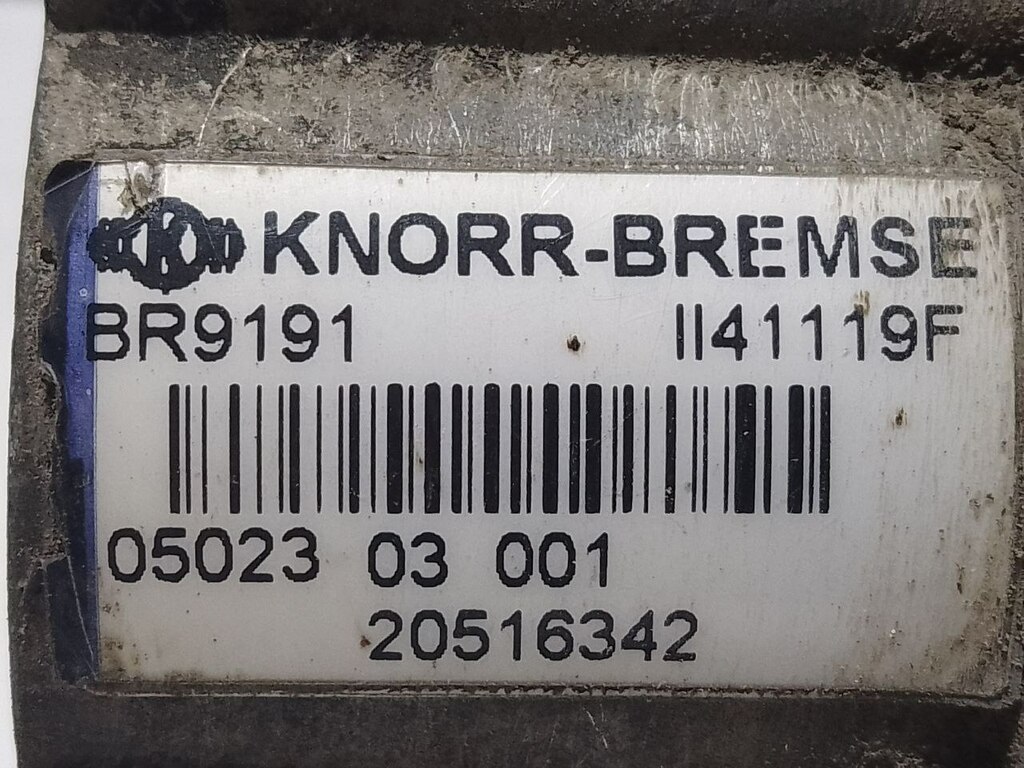 KNORR-BREMSE
BR9191 II41119F
05023 03 001
20516342